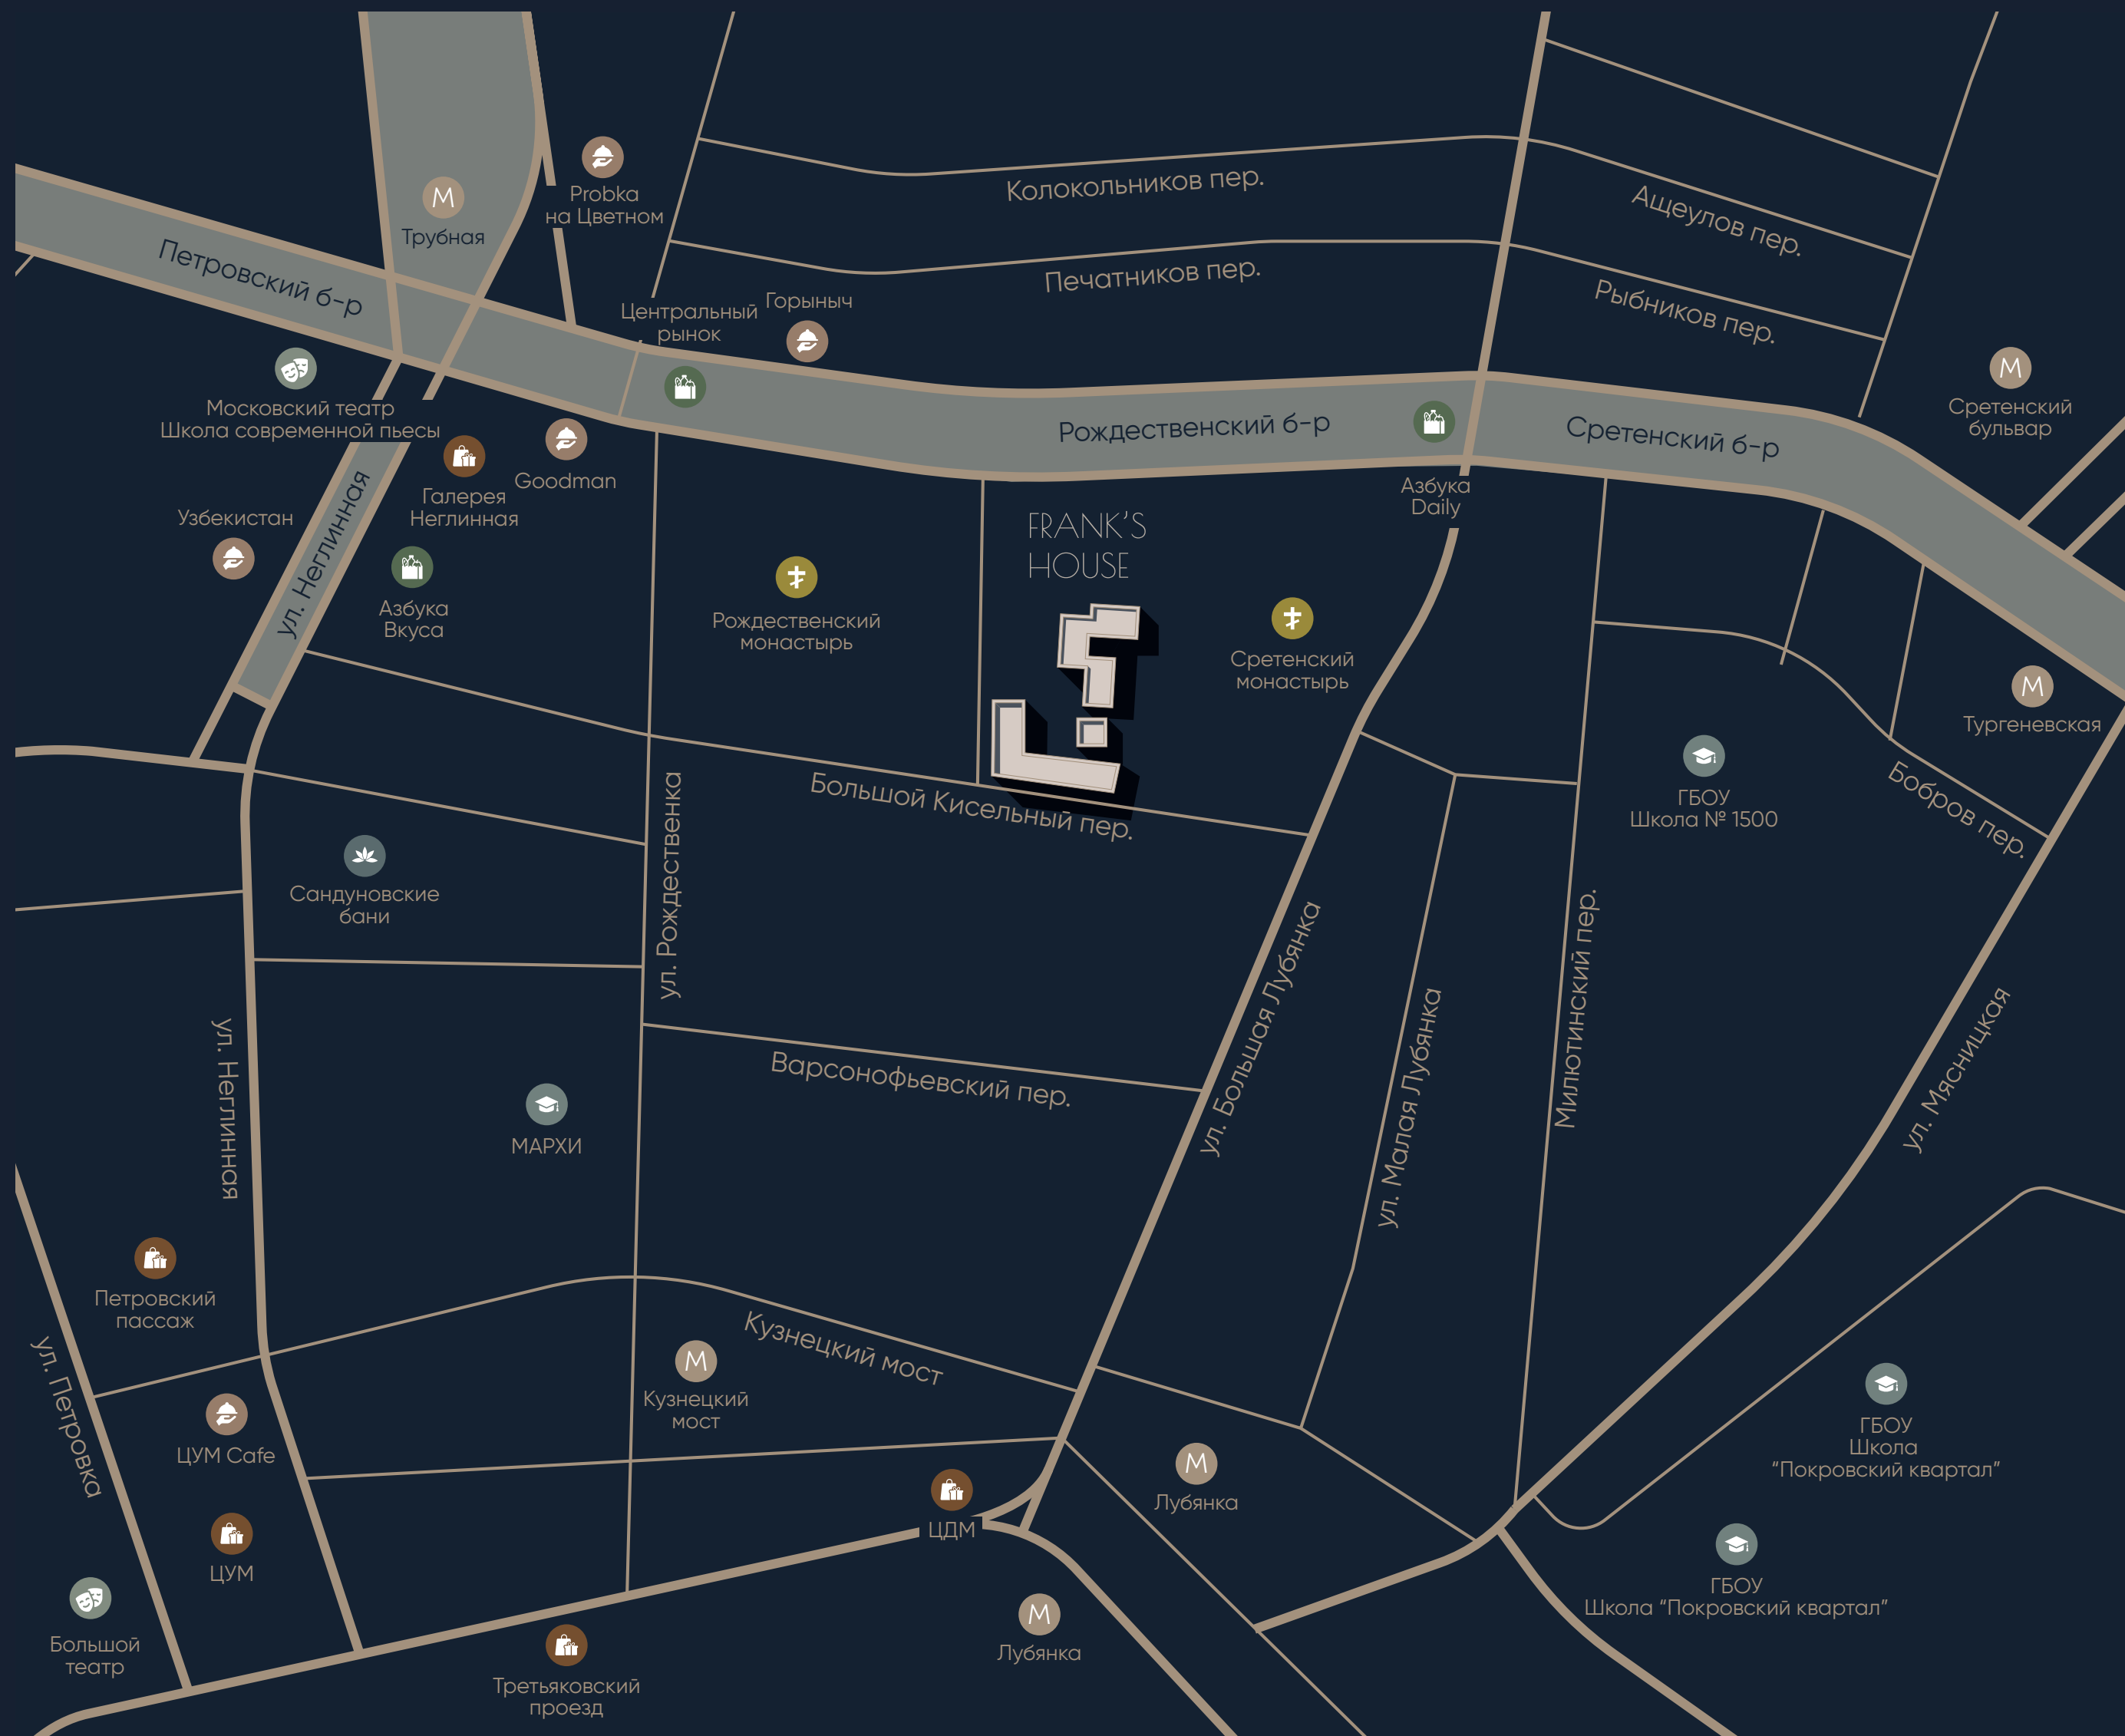 Probka
на Цветном
М
Трубная
Колокольников пер.
Ащеулов пер.
Петровский б-р
Печатников пер.
Рыбников пер.
Центральный
рынок
Горыныч
М
Сретенский
бульвар
Московский театр
Школа современной пьесы
Рождественский б-р
Сретенский б-р
Goodman
Галерея
Неглинная
Азбука
Daily
Узбекистан
ул. Неглинная
FRANK’S
HOUSE
Азбука
Вкуса
Рождественский
монастырь
Сретенский
монастырь
М
Тургеневская
ГБОУ
Школа № 1500
Бобров пер.
Большой Кисельный пер.
ул. Рождественка
Сандуновские
бани
ул. Большая Лубянка
Милютинский пер.
ул. Малая Лубянка
ул. Мясницкая
ул. Неглинная
Варсонофьевский пер.
МАРХИ
Петровский
пассаж
ул. Петровка
Кузнецкий мост
М
Кузнецкий
мост
ЦУМ Cafe
ГБОУ
Школа
“Покровский квартал”
М
Лубянка
ЦДМ
ЦУМ
ГБОУ
Школа “Покровский квартал”
М
Лубянка
Большой
театр
Третьяковский
проезд